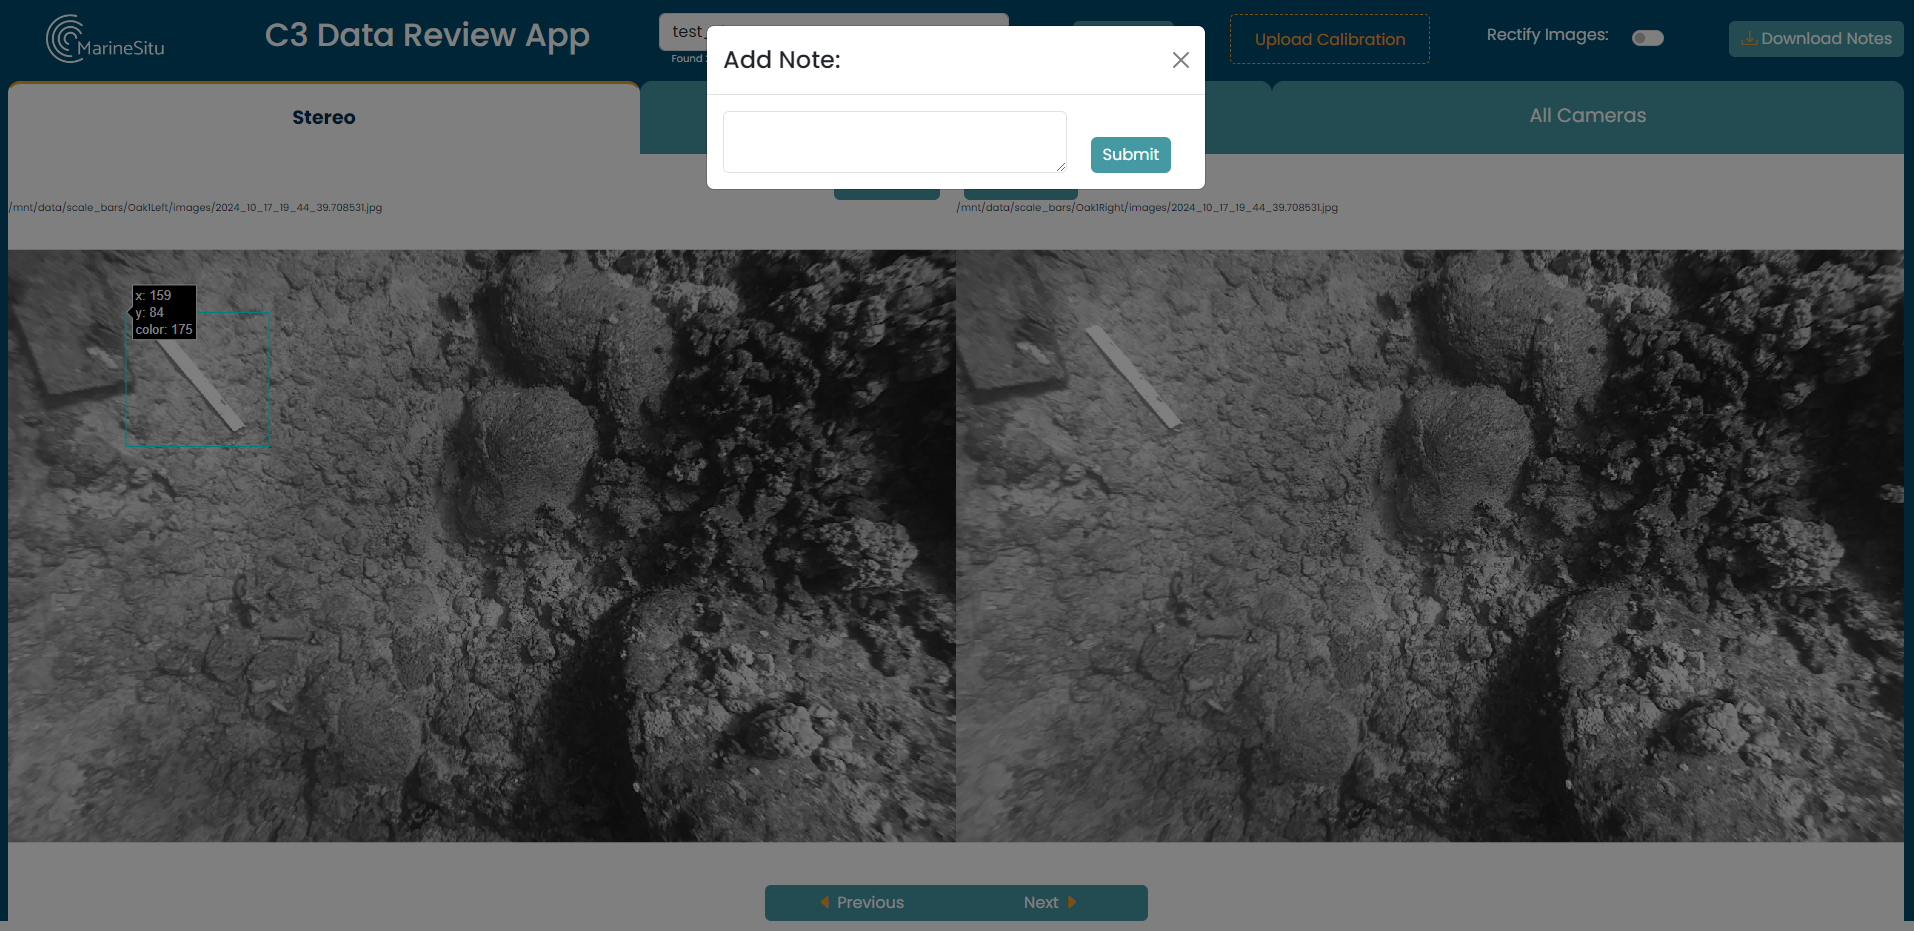 MarineSitu
C3 Data Review App
test_
Found
Add Note:
Submit
Upload Calibration
Rectify Images:
Download Notes
Stereo
All Cameras
/mnt/data/scale_bars/Oak1Left/images/2024_10_17_19_44_39.708531.jpg
/mnt/data/scale_bars/Oak1Right/images/2024_10_17_19_44_39.708531.jpg
x: 159
y: 84
color: 175
Previous
Next